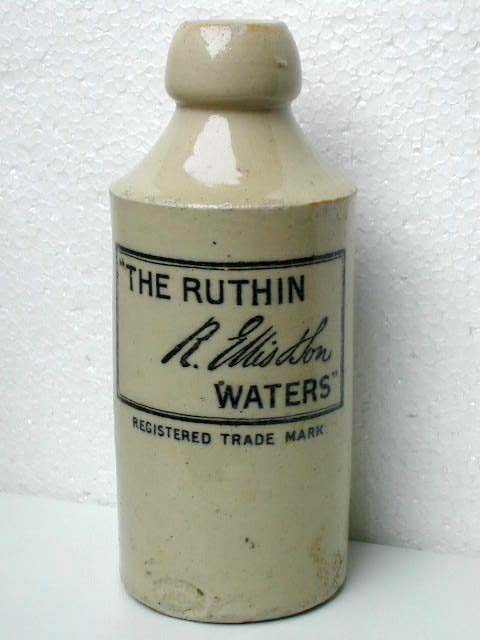 "THE RUTHIN
R. Ellis & Son,
WATERS"
REGISTERED TRADE MARK.